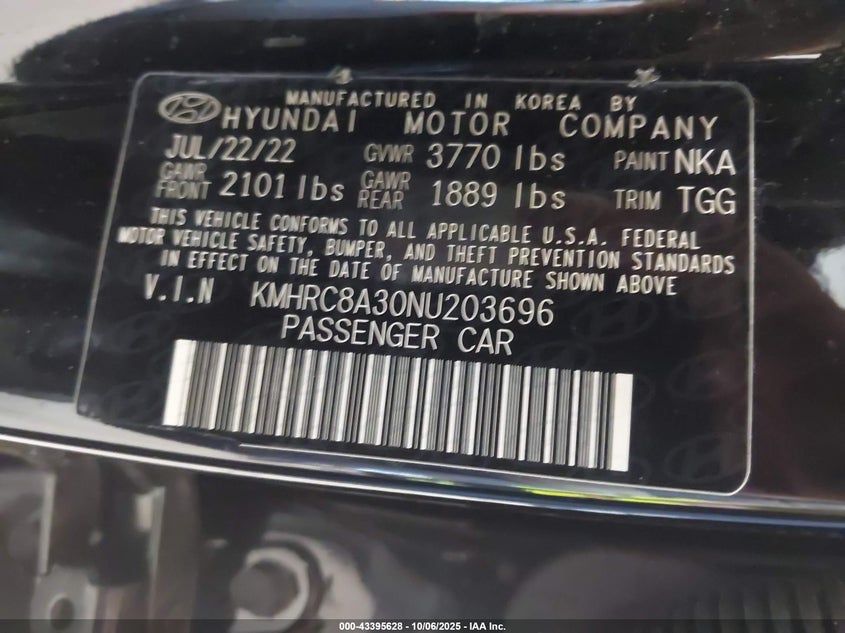 MANUFACTURED IN KOREA BY
HYUNDAI MOTOR COMPANY
JUL/22/22 GVWR 3770 lbs PAINT NKA
GAWR FRONT 2101 lbs GAWR REAR 1889 lbs TRIM TGG
THIS VEHICLE CONFORMS TO ALL APPLICABLE U.S.A. FEDERAL
MOTOR VEHICLE SAFETY, BUMPER, AND THEFT PREVENTION STANDARDS
IN EFFECT ON THE DATE OF MANUFACTURE SHOWN ABOVE
V.I.N KMHRC8A30NU203696
PASSENGER CAR
000-43395628 - 10/06/2025 - IAA Inc.